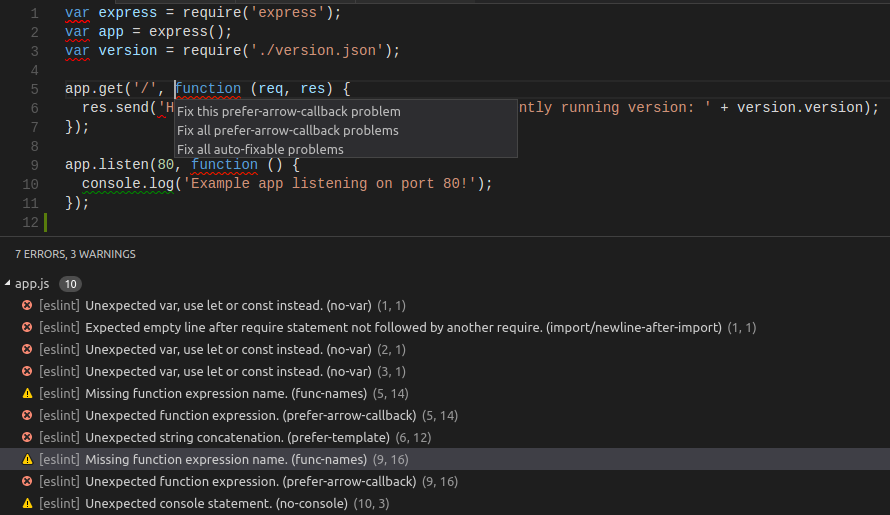 1 var express = require('express');
2 var app = express();
3 var version = require('./version.json');
4
5 app.get('/', function (req, res) {
6 res.send('H ntly running version: ' + version.version);
Fix this prefer-arrow-callback problem
7 });
Fix all prefer-arrow-callback problems
8
Fix all auto-fixable problems
9 app.listen(80, function () {
10 console.log('Example app listening on port 80!');
11 });
12
7 ERRORS, 3 WARNINGS
app.js 10
[eslint] Unexpected var, use let or const instead. (no-var) (1, 1)
[eslint] Expected empty line after require statement not followed by another require. (import/newline-after-import) (1, 1)
[eslint] Unexpected var, use let or const instead. (no-var) (2, 1)
[eslint] Unexpected var, use let or const instead. (no-var) (3, 1)
[eslint] Missing function expression name. (func-names) (5, 14)
[eslint] Unexpected function expression. (prefer-arrow-callback) (5, 14)
[eslint] Unexpected string concatenation. (prefer-template) (6, 12)
[eslint] Missing function expression name. (func-names) (9, 16)
[eslint] Unexpected function expression. (prefer-arrow-callback) (9, 16)
[eslint] Unexpected console statement. (no-console) (10, 3)